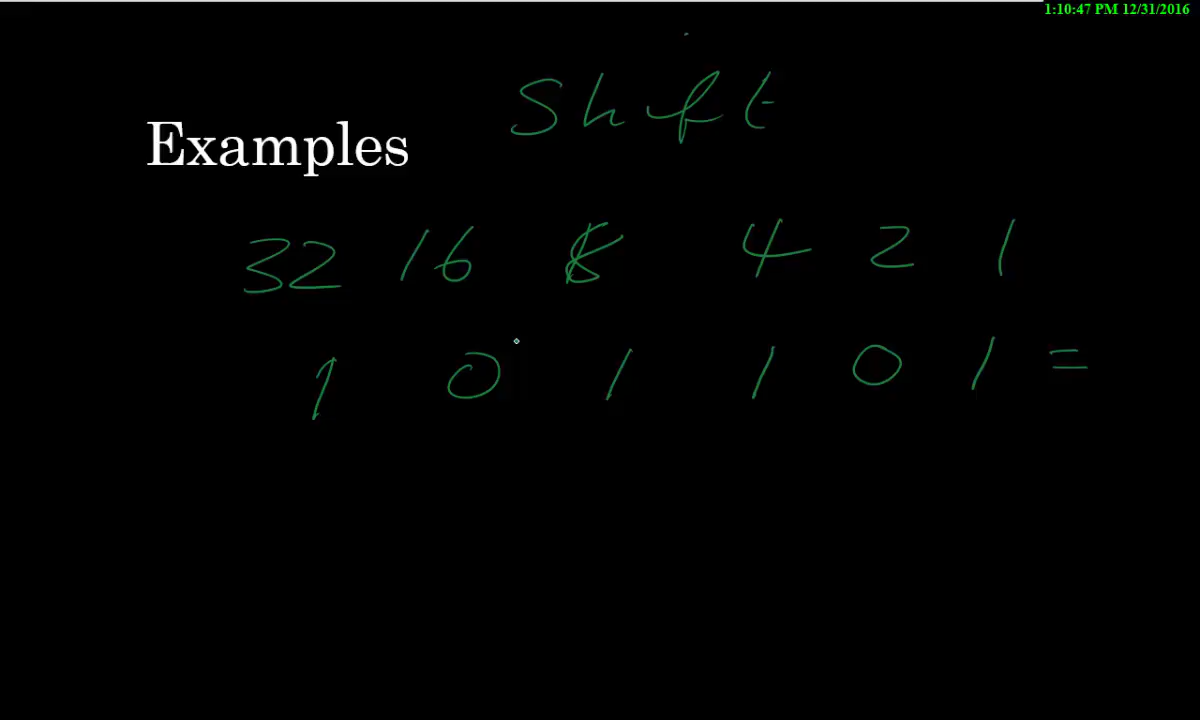 1:10:47 PM 12/31/2016
Shift
Examples
32 16 8 4 2 1
1 0 1 1 0 1 =